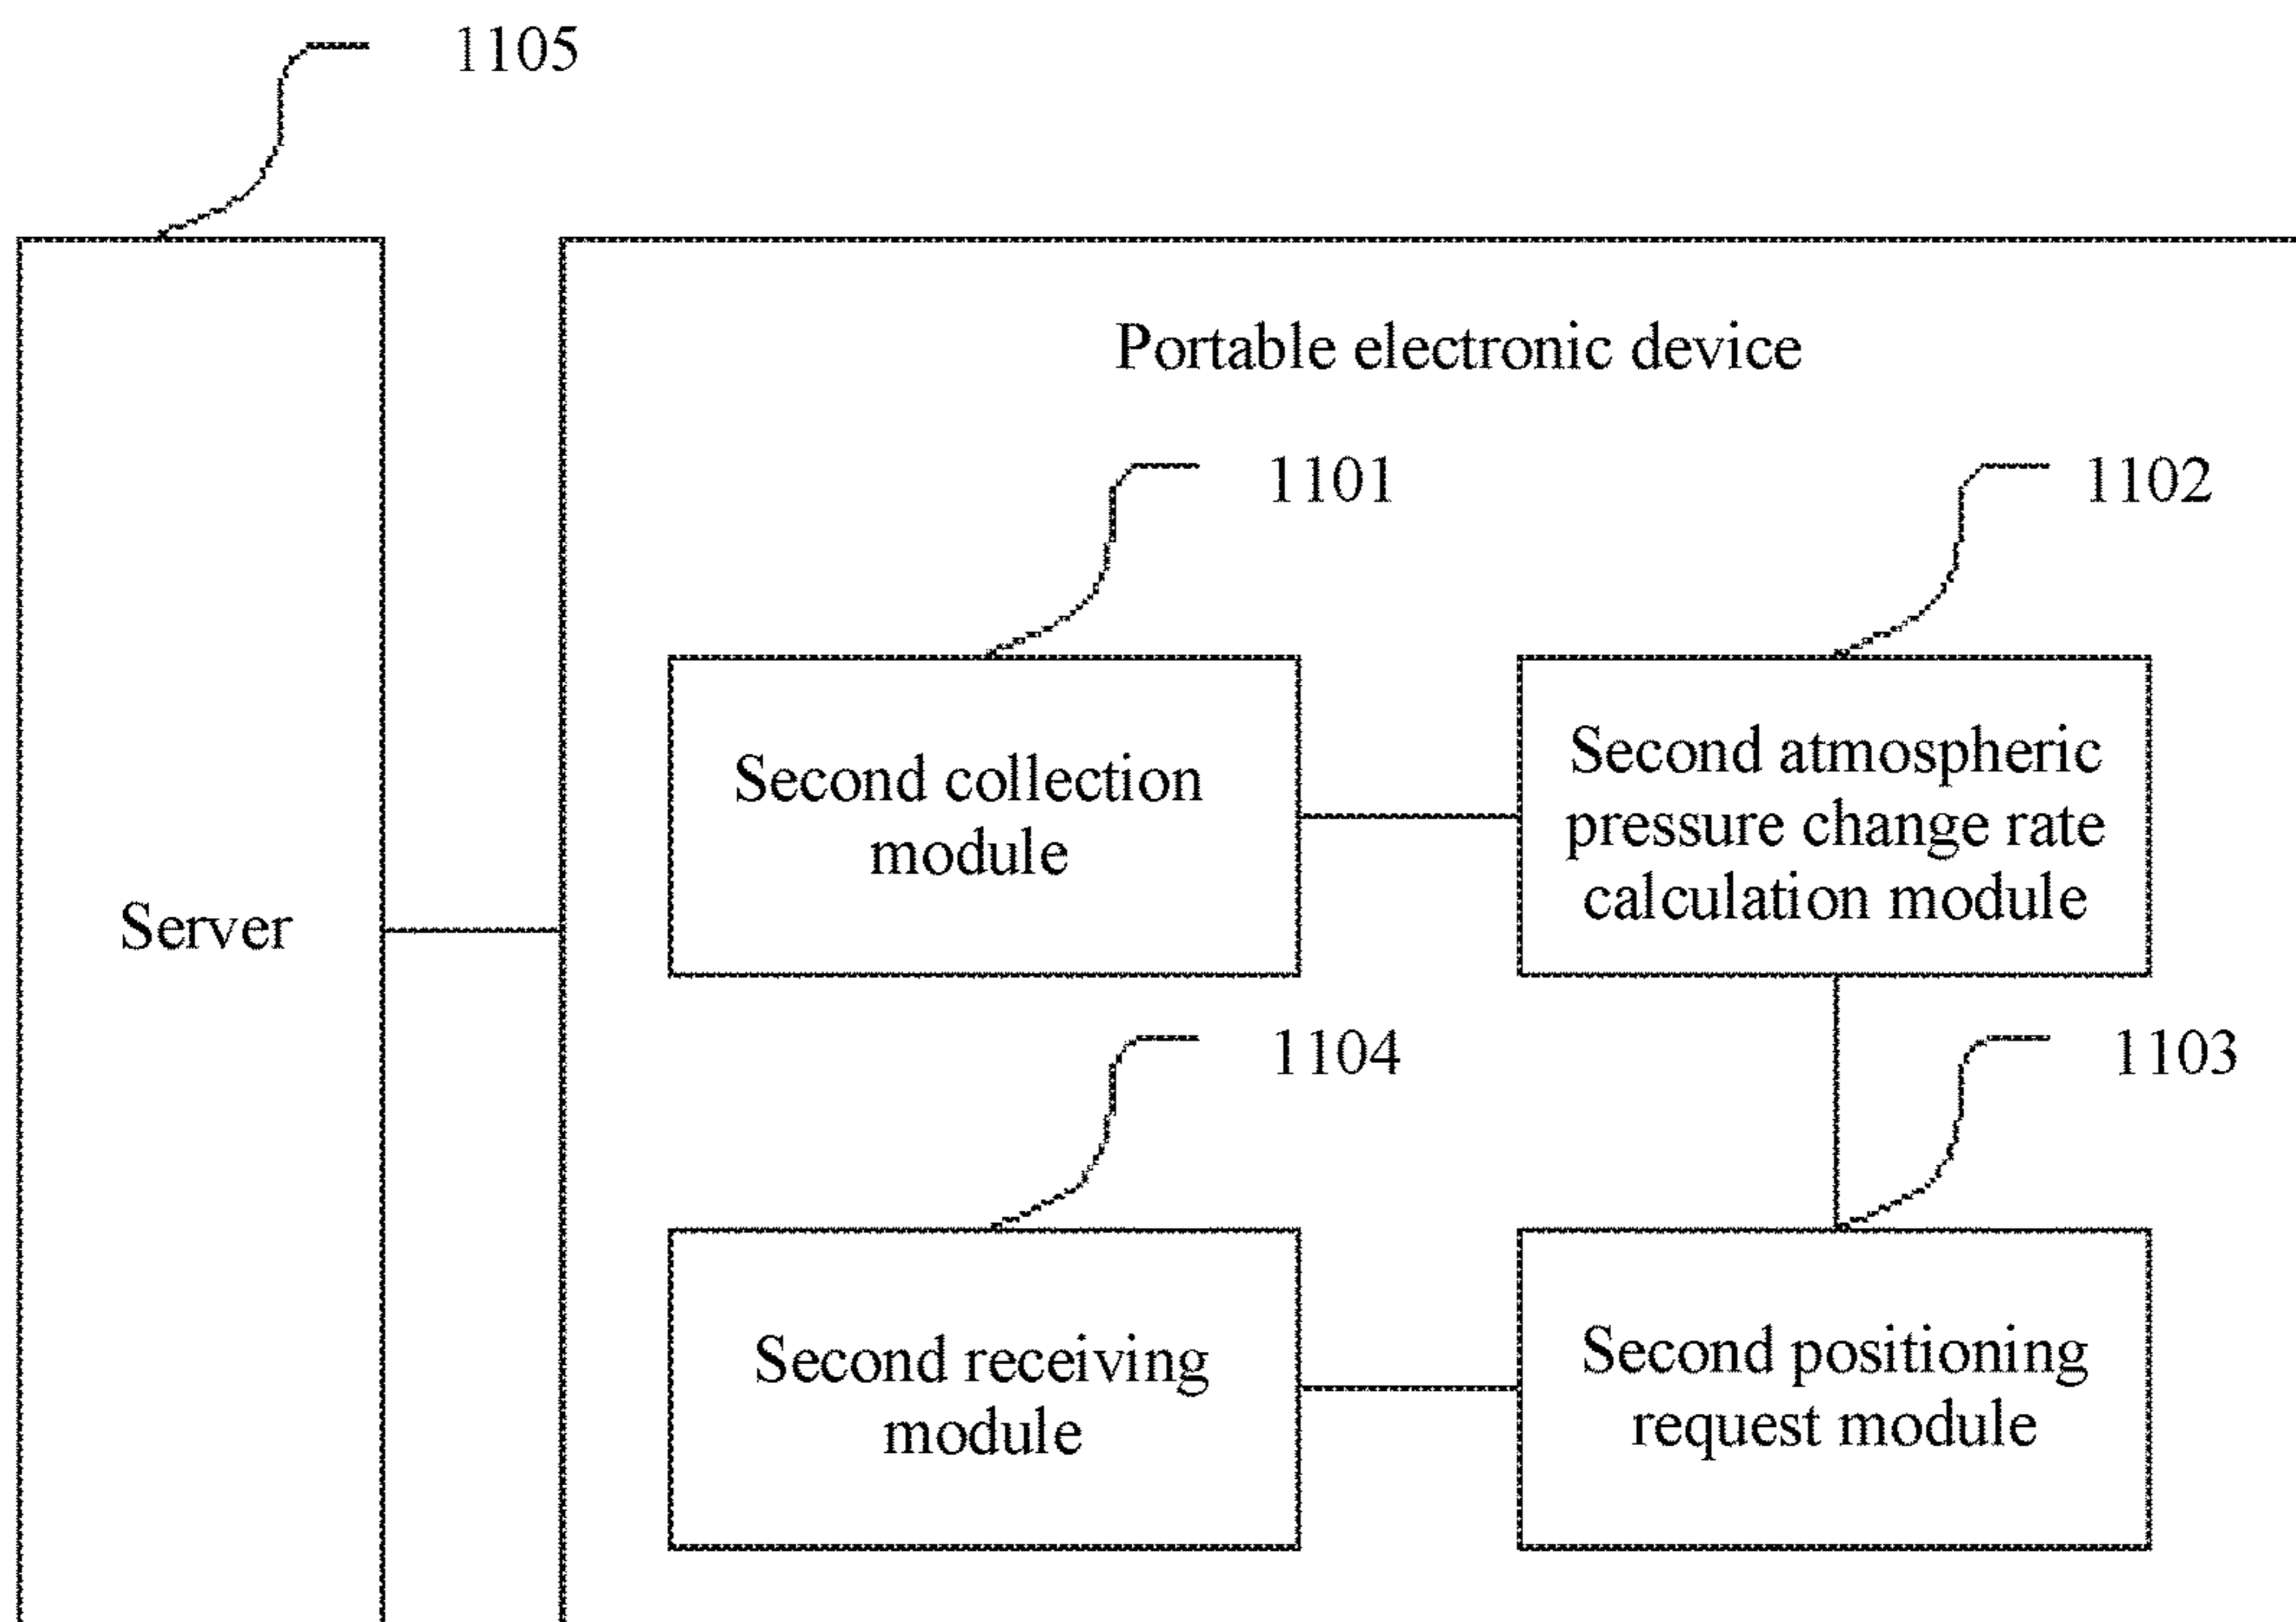 1105
Portable electronic device
1101
1102
Second collection
module
Second atmospheric
pressure change rate
calculation module
Server
1104
1103
Second receiving
module
Second positioning
request module